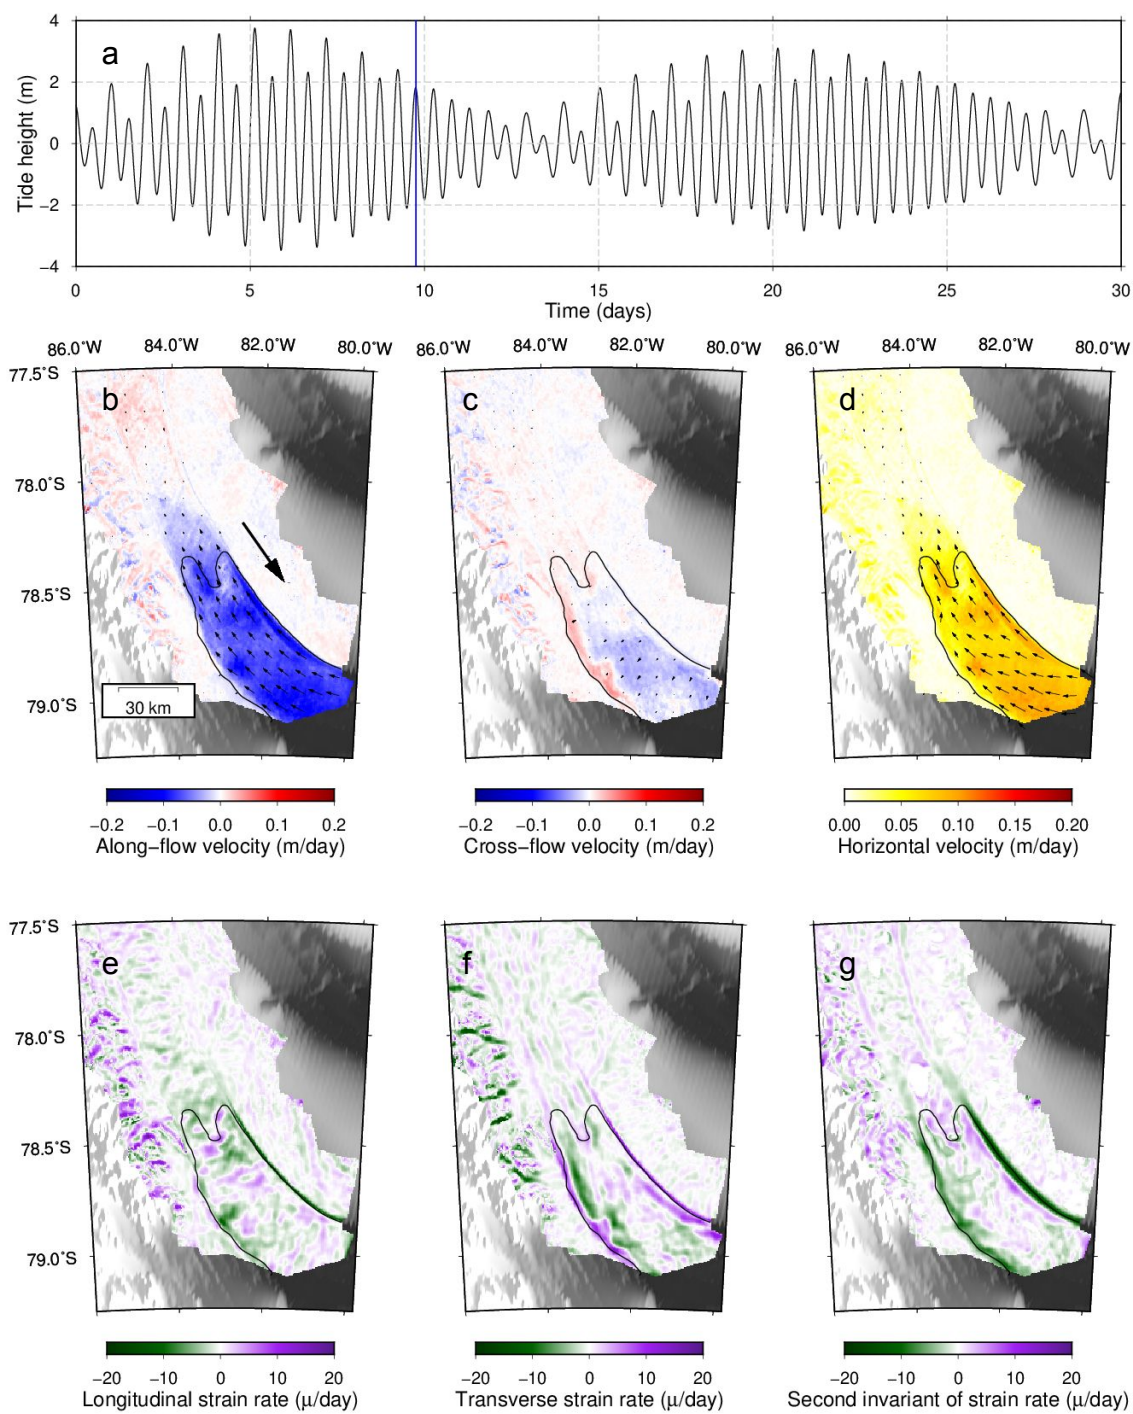 a
4
2
0
−2
−4
Tide height (m)
0 5 10 15 20 25 30
Time (days)
86.0˚W 84.0˚W 82.0˚W 80.0˚W 86.0˚W 84.0˚W 82.0˚W 80.0˚W 86.0˚W 84.0˚W 82.0˚W 80.0˚W
77.5˚S
b c d
78.0˚S
78.5˚S
79.0˚S
30 km
−0.2 −0.1 0.0 0.1 0.2 −0.2 −0.1 0.0 0.1 0.2 0.00 0.05 0.10 0.15 0.20
Along−flow velocity (m/day) Cross−flow velocity (m/day) Horizontal velocity (m/day)
77.5˚S
e f g
78.0˚S
78.5˚S
79.0˚S
−20 −10 0 10 20 −20 −10 0 10 20 −20 −10 0 10 20
Longitudinal strain rate (μ/day) Transverse strain rate (μ/day) Second invariant of strain rate (μ/day)